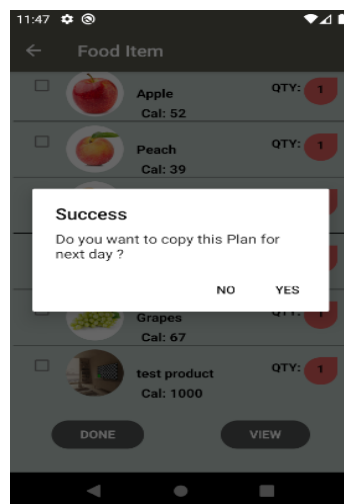 11:47
Food Item
Apple QTY: 1
Cal: 52
Peach QTY: 1
Cal: 39
Success
Do you want to copy this Plan for
next day ?
NO YES
Grapes QTY: 1
Cal: 67
test product QTY: 1
Cal: 1000
DONE VIEW